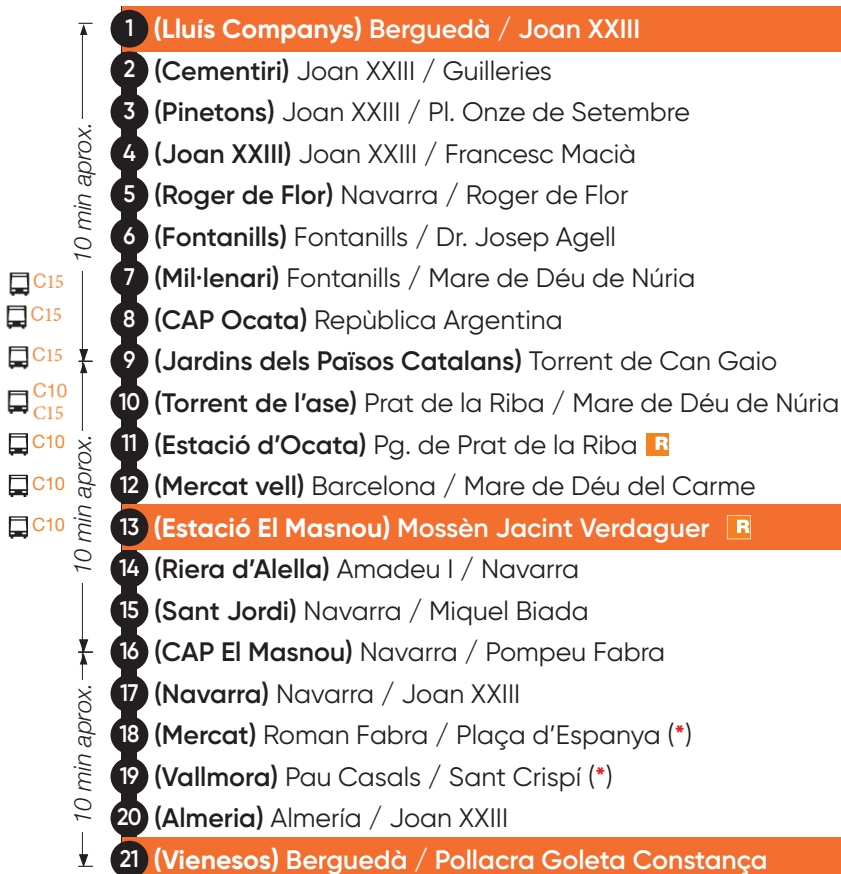 1 (Lluís Companys) Berguedà / Joan XXIII
2 (Cementiri) Joan XXIII / Guilleries
3 (Pinetons) Joan XXIII / Pl. Onze de Setembre
4 (Joan XXIII) Joan XXIII / Francesc Macià
5 (Roger de Flor) Navarra / Roger de Flor
6 (Fontanills) Fontanills / Dr. Josep Agell
10 min aprox.
C15 7 (Mil·lenari) Fontanills / Mare de Déu de Núria
C15 8 (CAP Ocata) Repùblica Argentina
C15 9 (Jardins dels Països Catalans) Torrent de Can Gaio
C10
C15
10 (Torrent de l'ase) Prat de la Riba / Mare de Déu de Núria
C10 11 (Estació d'Ocata) Pg. de Prat de la Riba R
C10 12 (Mercat vell) Barcelona / Mare de Déu del Carme
C10 13 (Estació El Masnou) Mossèn Jacint Verdaguer R
10 min aprox.
14 (Riera d'Alella) Amadeu I / Navarra
15 (Sant Jordi) Navarra / Miquel Biada
16 (CAP El Masnou) Navarra / Pompeu Fabra
17 (Navarra) Navarra / Joan XXIII
18 (Mercat) Roman Fabra / Plaça d'Espanya (*)
19 (Vallmora) Pau Casals / Sant Crispí (*)
10 min aprox.
20 (Almeria) Almería / Joan XXIII
21 (Vienesos) Berguedà / Pollacra Goleta Constança